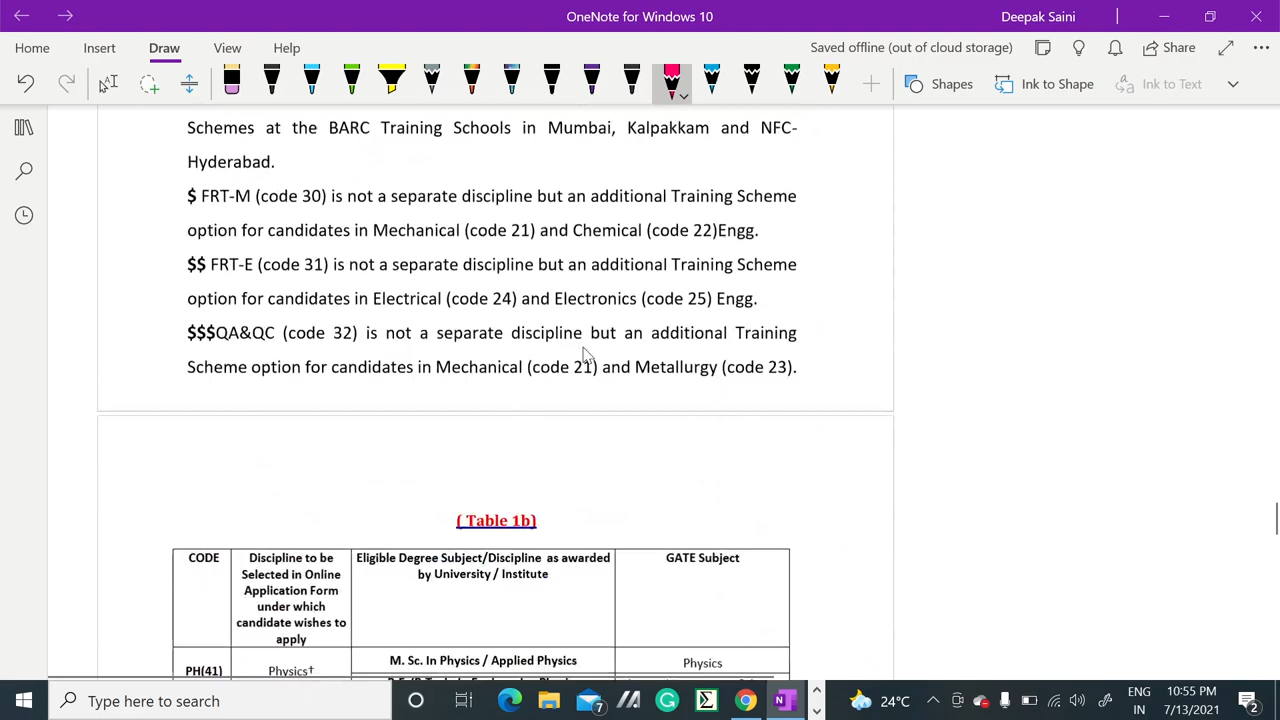 OneNote for Windows 10
Deepak Saini
Home Insert Draw View Help
Saved offline (out of cloud storage)
Share
Shapes
Ink to Shape
Ink to Text
Schemes at the BARC Training Schools in Mumbai, Kalpakkam and NFC-
Hyderabad.
$ FRT-M (code 30) is not a separate discipline but an additional Training Scheme
option for candidates in Mechanical (code 21) and Chemical (code 22)Engg.
$$ FRT-E (code 31) is not a separate discipline but an additional Training Scheme
option for candidates in Electrical (code 24) and Electronics (code 25) Engg.
$$$QA&QC (code 32) is not a separate discipline but an additional Training
Scheme option for candidates in Mechanical (code 21) and Metallurgy (code 23).
( Table 1b)
CODE
Discipline to be
Selected in Online
Application Form
under which
candidate wishes to
apply
Eligible Degree Subject/Discipline as awarded
by University / Institute
GATE Subject
PH(41)
Physics†
M. Sc. In Physics / Applied Physics
Physics
Type here to search
7
24°C
ENG
IN
10:55 PM
7/13/2021
2